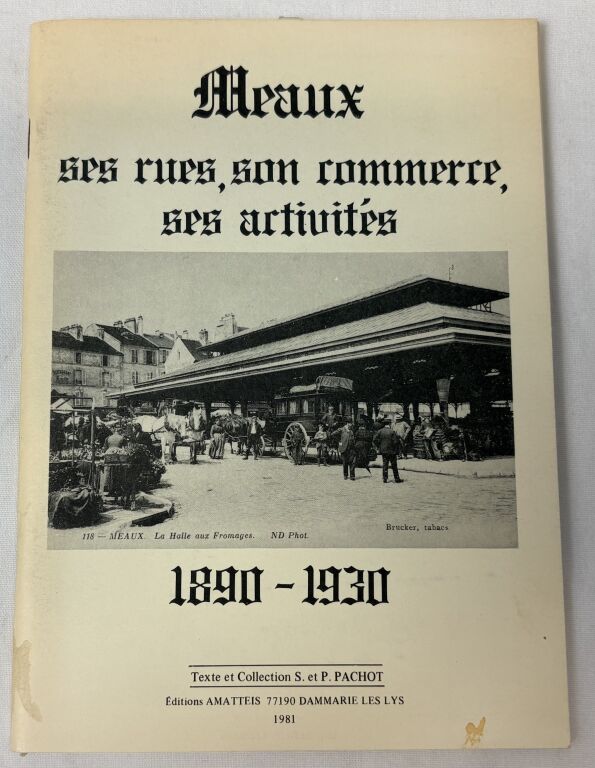 Meaux
ses rues, son commerce,
ses activités
118 — MEAUX. La Halle aux Fromages. ND Phot.
Brucker, tabacs
1890 - 1930
Texte et Collection S. et P. PACHOT
Éditions AMATTEIS 77190 DAMMARIE LES LYS
1981